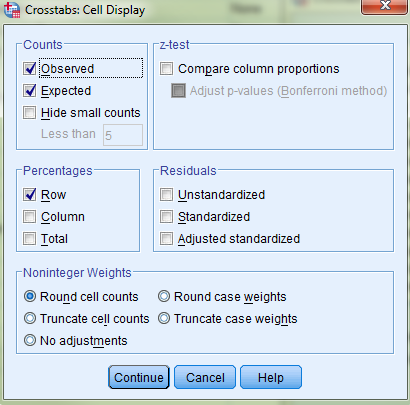 Crosstabs: Cell Display
Counts
Observed
Expected
Hide small counts
Less than 5
z-test
Compare column proportions
Adjust p-values (Bonferroni method)
Percentages
Row
Column
Total
Residuals
Unstandardized
Standardized
Adjusted standardized
Noninteger Weights
Round cell counts Round case weights
Truncate cell counts Truncate case weights
No adjustments
Continue Cancel Help